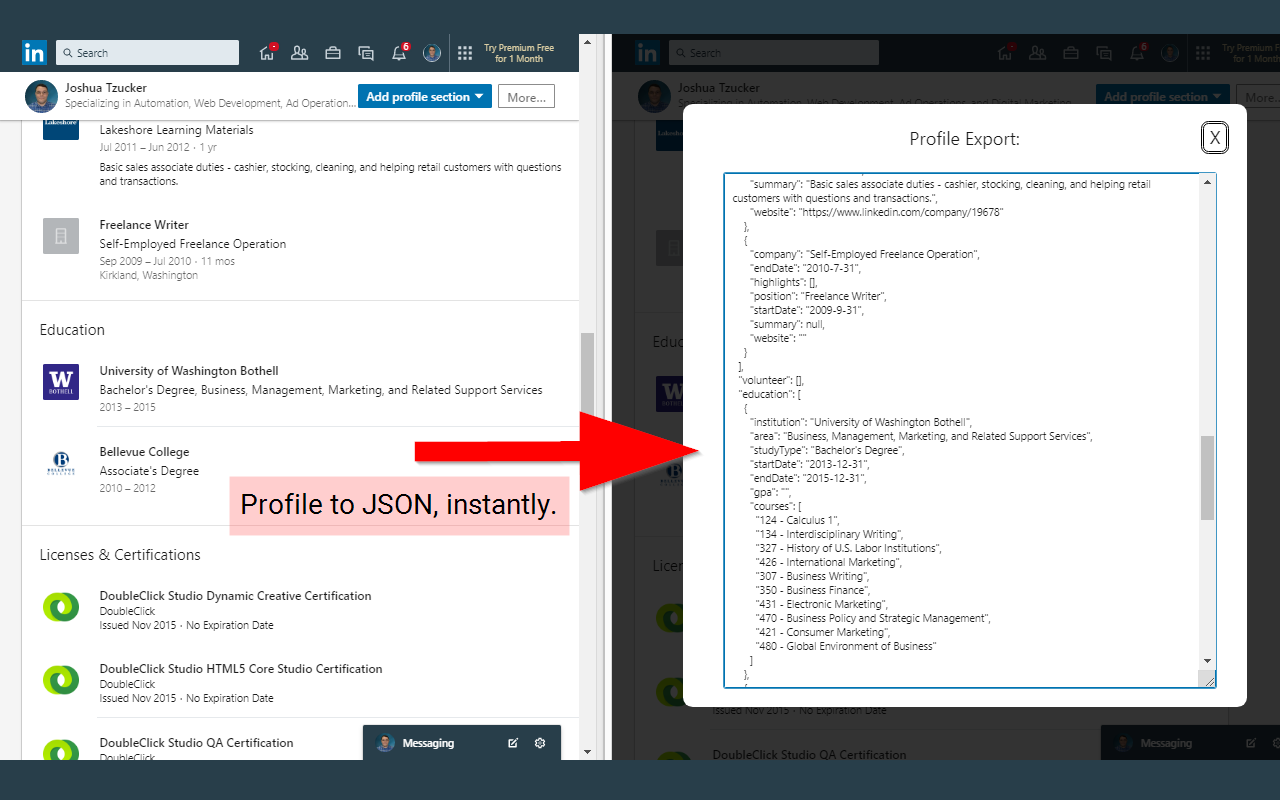 in
Search
6
Try Premium Free
for 1 Month
Joshua Tzucker
Specializing in Automation, Web Development, Ad Operation...
Add profile section
More...
Lakeshore
Lakeshore Learning Materials
Jul 2011 – Jun 2012 · 1 yr
Basic sales associate duties - cashier, stocking, cleaning, and helping retail customers with questions
and transactions.
Freelance Writer
Self-Employed Freelance Operation
Sep 2009 – Jul 2010 · 11 mos
Kirkland, Washington
Education
W
BOTHELL
University of Washington Bothell
Bachelor's Degree, Business, Management, Marketing, and Related Support Services
2013 – 2015
BELLEVUE
COLLEGE
Bellevue College
Associate's Degree
2010 – 2012
Profile to JSON, instantly.
Licenses & Certifications
DoubleClick Studio Dynamic Creative Certification
DoubleClick
Issued Nov 2015 · No Expiration Date
DoubleClick Studio HTML5 Core Studio Certification
DoubleClick
Issued Nov 2015 · No Expiration Date
DoubleClick Studio QA Certification
DoubleClick
Messaging
in
Search
6
Try Premium Free
for 1 Month
Joshua Tzucker
Specializing in Automation, Web Development, Ad Operations, and Digital Marketing
Add profile section
More...
Lakeshore
Profile Export:
X
"summary": "Basic sales associate duties - cashier, stocking, cleaning, and helping retail
customers with questions and transactions.",
"website": "https://www.linkedin.com/company/19678"
},
{
"company": "Self-Employed Freelance Operation",
"endDate": "2010-7-31",
"highlights": [],
"position": "Freelance Writer",
"startDate": "2009-9-31",
"summary": null,
"website": ""
}
],
"volunteer": [],
"education": [
{
"institution": "University of Washington Bothell",
"area": "Business, Management, Marketing, and Related Support Services",
"studyType": "Bachelor's Degree",
"startDate": "2013-12-31",
"endDate": "2015-12-31",
"gpa": "",
"courses": [
"124 - Calculus 1",
"134 - Interdisciplinary Writing",
"327 - History of U.S. Labor Institutions",
"426 - International Marketing",
"307 - Business Writing",
"350 - Business Finance",
"431 - Electronic Marketing",
"470 - Business Policy and Strategic Management",
"421 - Consumer Marketing",
"480 - Global Environment of Business"
]
},
{
Educ
Licen
Issued Nov 2015 · No Expiration Date
DoubleClick Studio QA Certification
Messaging